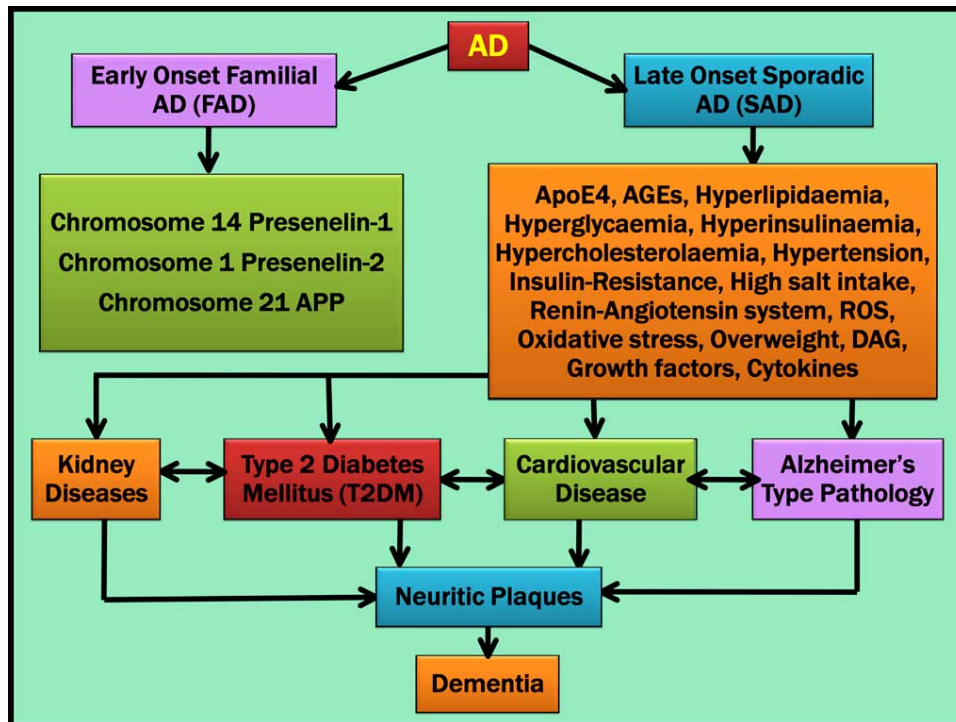 AD
Early Onset Familial
AD (FAD)
Late Onset Sporadic
AD (SAD)
Chromosome 14 Presenelin-1
Chromosome 1 Presenelin-2
Chromosome 21 APP
ApoE4, AGEs, Hyperlipidaemia,
Hyperglycaemia, Hyperinsulinaemia,
Hypercholesterolaemia, Hypertension,
Insulin-Resistance, High salt intake,
Renin-Angiotensin system, ROS,
Oxidative stress, Overweight, DAG,
Growth factors, Cytokines
Kidney
Diseases
Type 2 Diabetes
Mellitus (T2DM)
Cardiovascular
Disease
Alzheimer’s
Type Pathology
Neuritic Plaques
Dementia